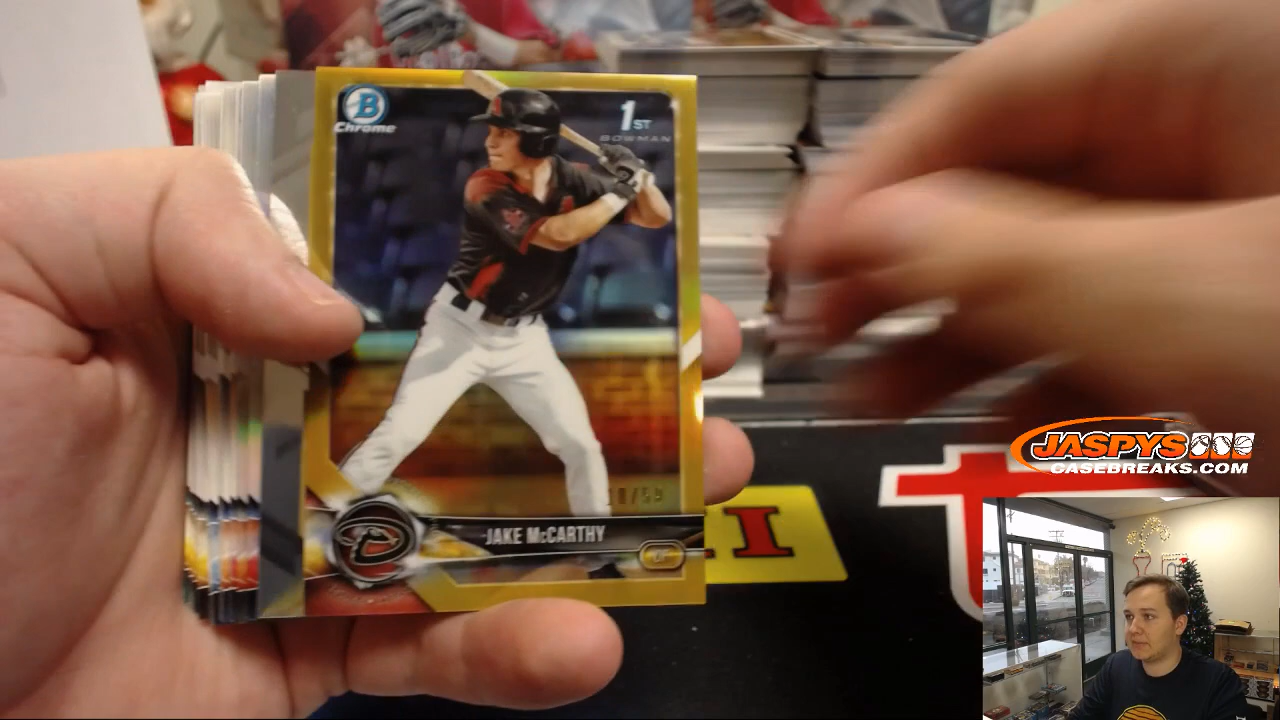 B
Chrome
1ST
BOWMAN
JAKE McCARTHY
JASPYS
CASEBREAKS.COM